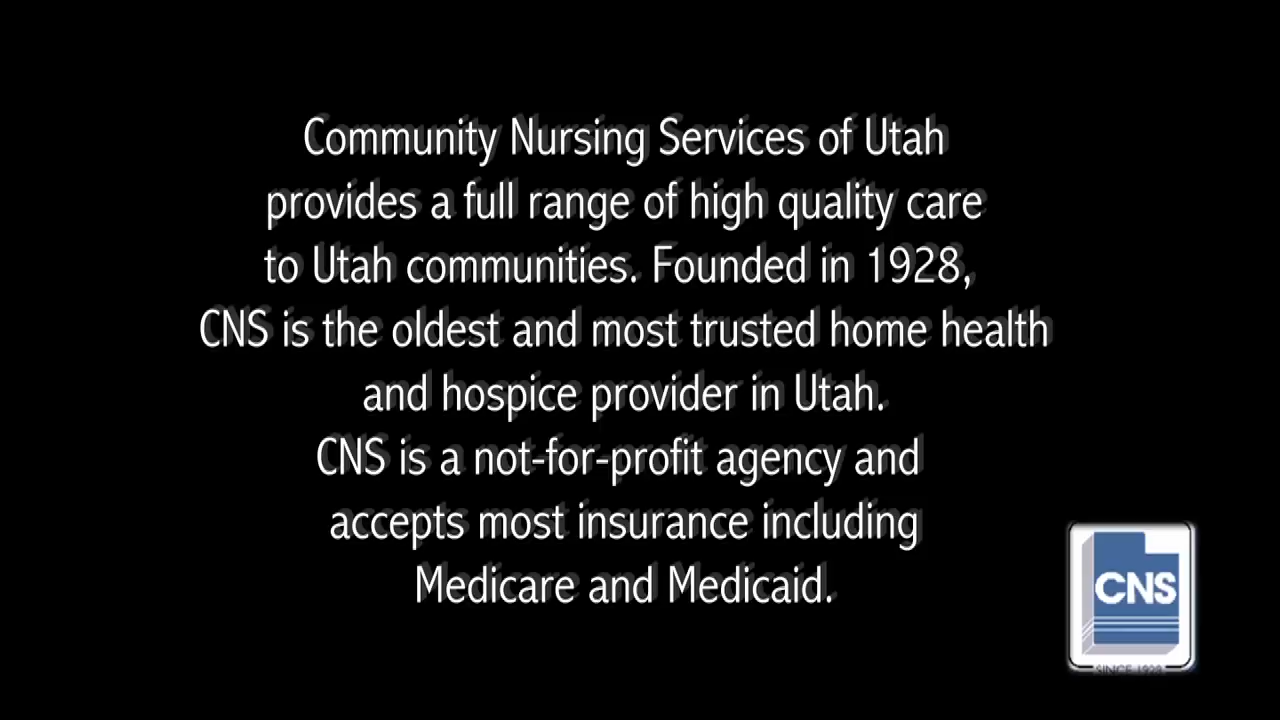 Community Nursing Services of Utah
provides a full range of high quality care
to Utah communities. Founded in 1928,
CNS is the oldest and most trusted home health
and hospice provider in Utah.
CNS is a not-for-profit agency and
accepts most insurance including
Medicare and Medicaid.
CNS
SINCE 1928